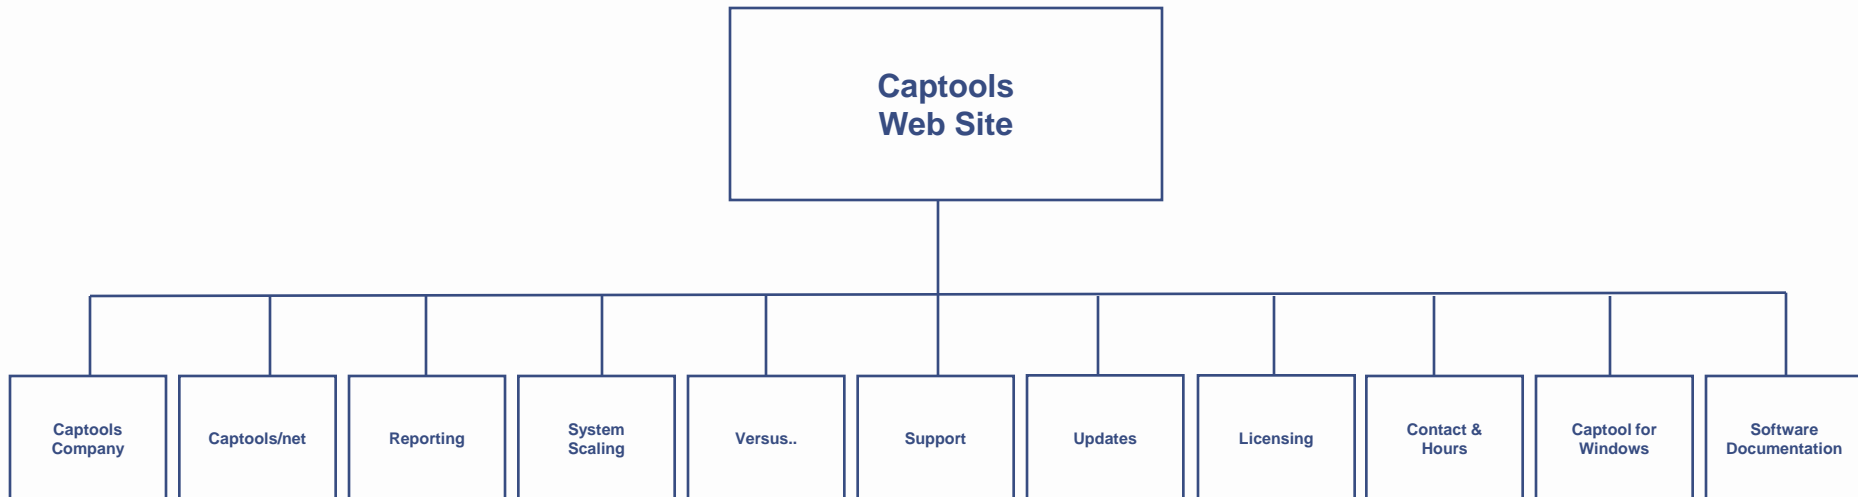 Captools
Web Site
Captools
Company
Captools/net
Reporting
System
Scaling
Versus..
Support
Updates
Licensing
Contact &
Hours
Captool for
Windows
Software
Documentation